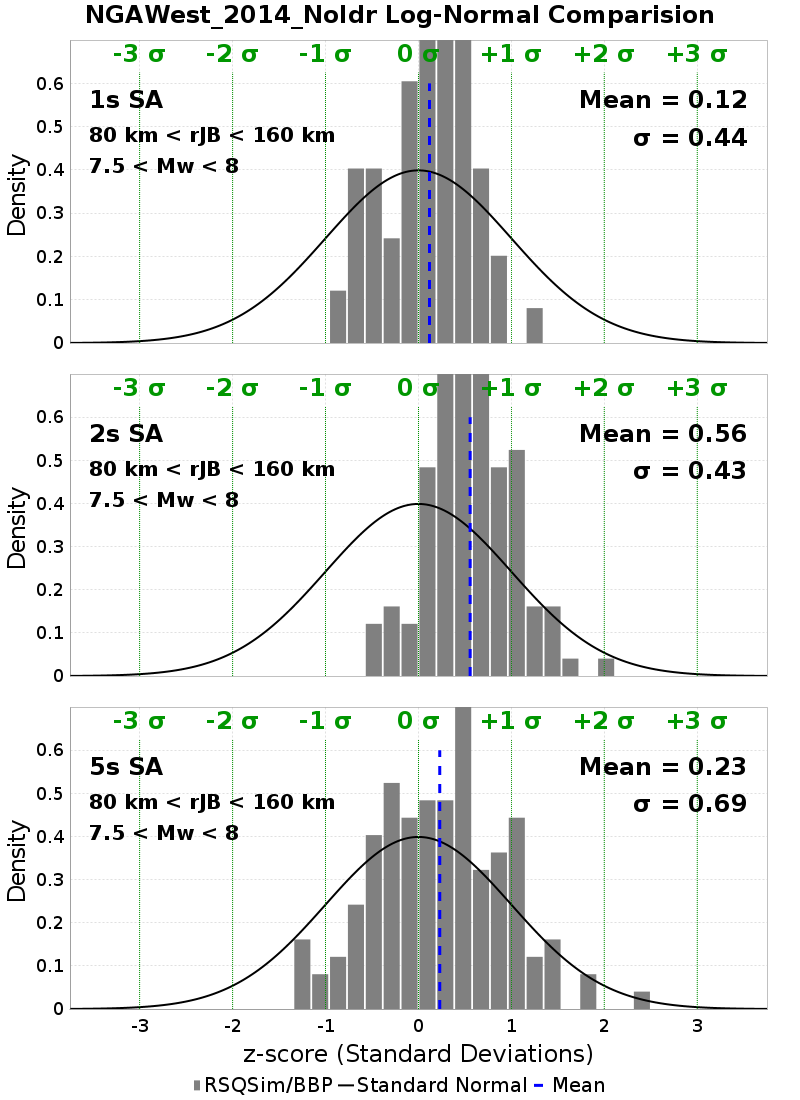 NGAWest_2014_NoIdr Log-Normal Comparision
-3 σ -2 σ -1 σ 0 σ +1 σ +2 σ +3 σ
1s SA
Mean = 0.12
80 km < rJB < 160 km
σ = 0.44
7.5 < Mw < 8
Density
0.6
0.5
0.4
0.3
0.2
0.1
0
-3 σ -2 σ -1 σ 0 σ +1 σ +2 σ +3 σ
2s SA
Mean = 0.56
80 km < rJB < 160 km
σ = 0.43
7.5 < Mw < 8
Density
0.6
0.5
0.4
0.3
0.2
0.1
0
-3 σ -2 σ -1 σ 0 σ +1 σ +2 σ +3 σ
5s SA
Mean = 0.23
80 km < rJB < 160 km
σ = 0.69
7.5 < Mw < 8
Density
0.6
0.5
0.4
0.3
0.2
0.1
0
-3 -2 -1 0 1 2 3
z-score (Standard Deviations)
RSQSim/BBP Standard Normal Mean